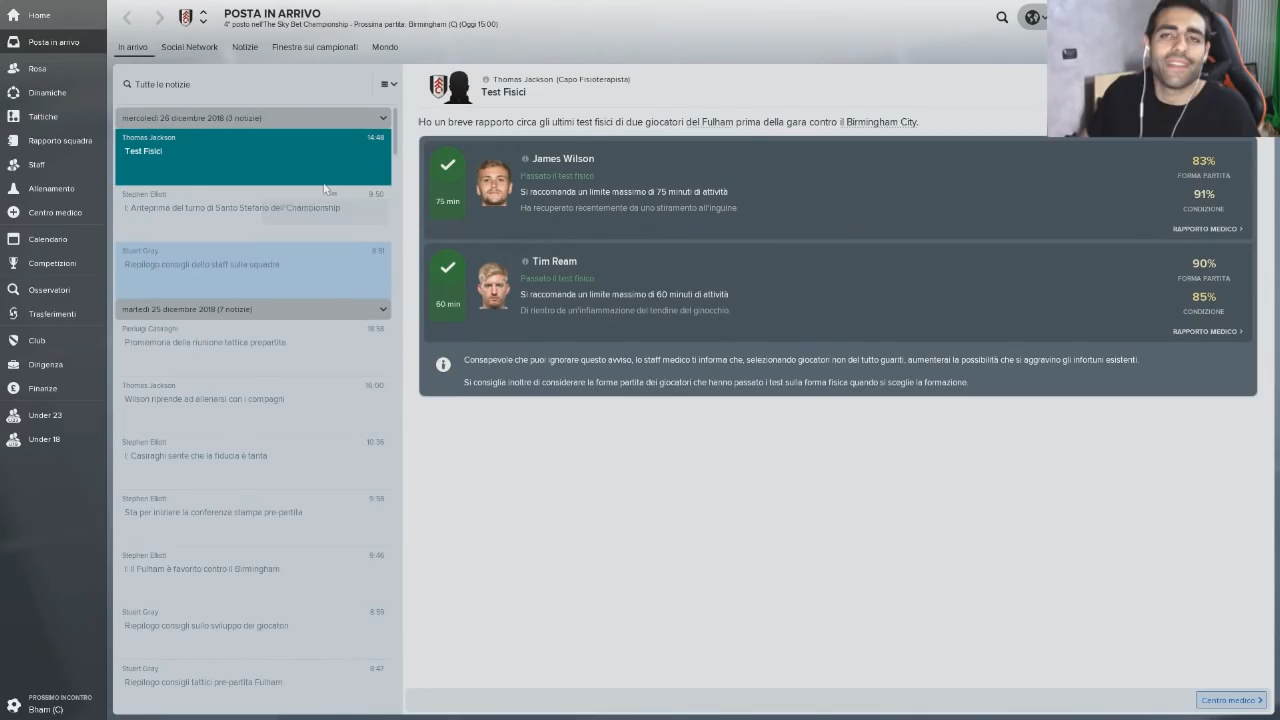 Home
Posta in arrivo
Rosa
Dinamiche
Tattiche
Rapporto squadra
Staff
Allenamento
Centro medico
Calendario
Competizioni
Osservatori
Trasferimenti
Club
Dirigenza
Finanze
Under 23
Under 18
PROSSIMO INCONTRO
Bham (C)
POSTA IN ARRIVO
4° posto nell'The Sky Bet Championship - Prossima partita: Birmingham (C) (Oggi 15:00)
In arrivo Social Network Notizie Finestra sui campionati Mondo
Tutte le notizie
mercoledì 26 dicembre 2018 (3 notizie)
Thomas Jackson 14:48
Test Fisici
Stephen Elliott 9:56
I: Anteprima del turno di Santo Stefano dell'Championship
Stuart Gray 8:51
Riepilogo consigli dello staff sulla squadra
martedì 25 dicembre 2018 (7 notizie)
Pierluigi Casiraghi 18:58
Promemoria della riunione tattica prepartita
Thomas Jackson 16:00
Wilson riprende ad allenarsi con i compagni
Stephen Elliott 10:36
I: Casiraghi sente che la fiducia è tanta
Stephen Elliott 9:58
Sta per iniziare la conferenza stampa pre-partita
Stephen Elliott 9:46
I: Il Fulham è favorito contro il Birmingham
Stuart Gray 8:59
Riepilogo consigli sullo sviluppo dei giocatori
Stuart Gray 8:47
Riepilogo consigli tattici pre-partita Fulham
Thomas Jackson (Capo Fisioterapista)
Test Fisici
Ho un breve rapporto circa gli ultimi test fisici di due giocatori del Fulham prima della gara contro il Birmingham City.
75 min
James Wilson
Passato il test fisico
Si raccomanda un limite massimo di 75 minuti di attività
Ha recuperato recentemente da uno stiramento all'inguine.
83%
FORMA PARTITA
91%
CONDIZIONE
RAPPORTO MEDICO
60 min
Tim Ream
Passato il test fisico
Si raccomanda un limite massimo di 60 minuti di attività
Di rientro da un'infiammazione del tendine del ginocchio.
90%
FORMA PARTITA
85%
CONDIZIONE
RAPPORTO MEDICO
Consapevole che puoi ignorare questo avviso, lo staff medico ti informa che, selezionando giocatori non del tutto guariti, aumenterai la possibilità che si aggravino gli infortuni esistenti.
Si consiglia inoltre di considerare la forma partita dei giocatori che hanno passato i test sulla forma fisica quando si sceglie la formazione.
Centro medico